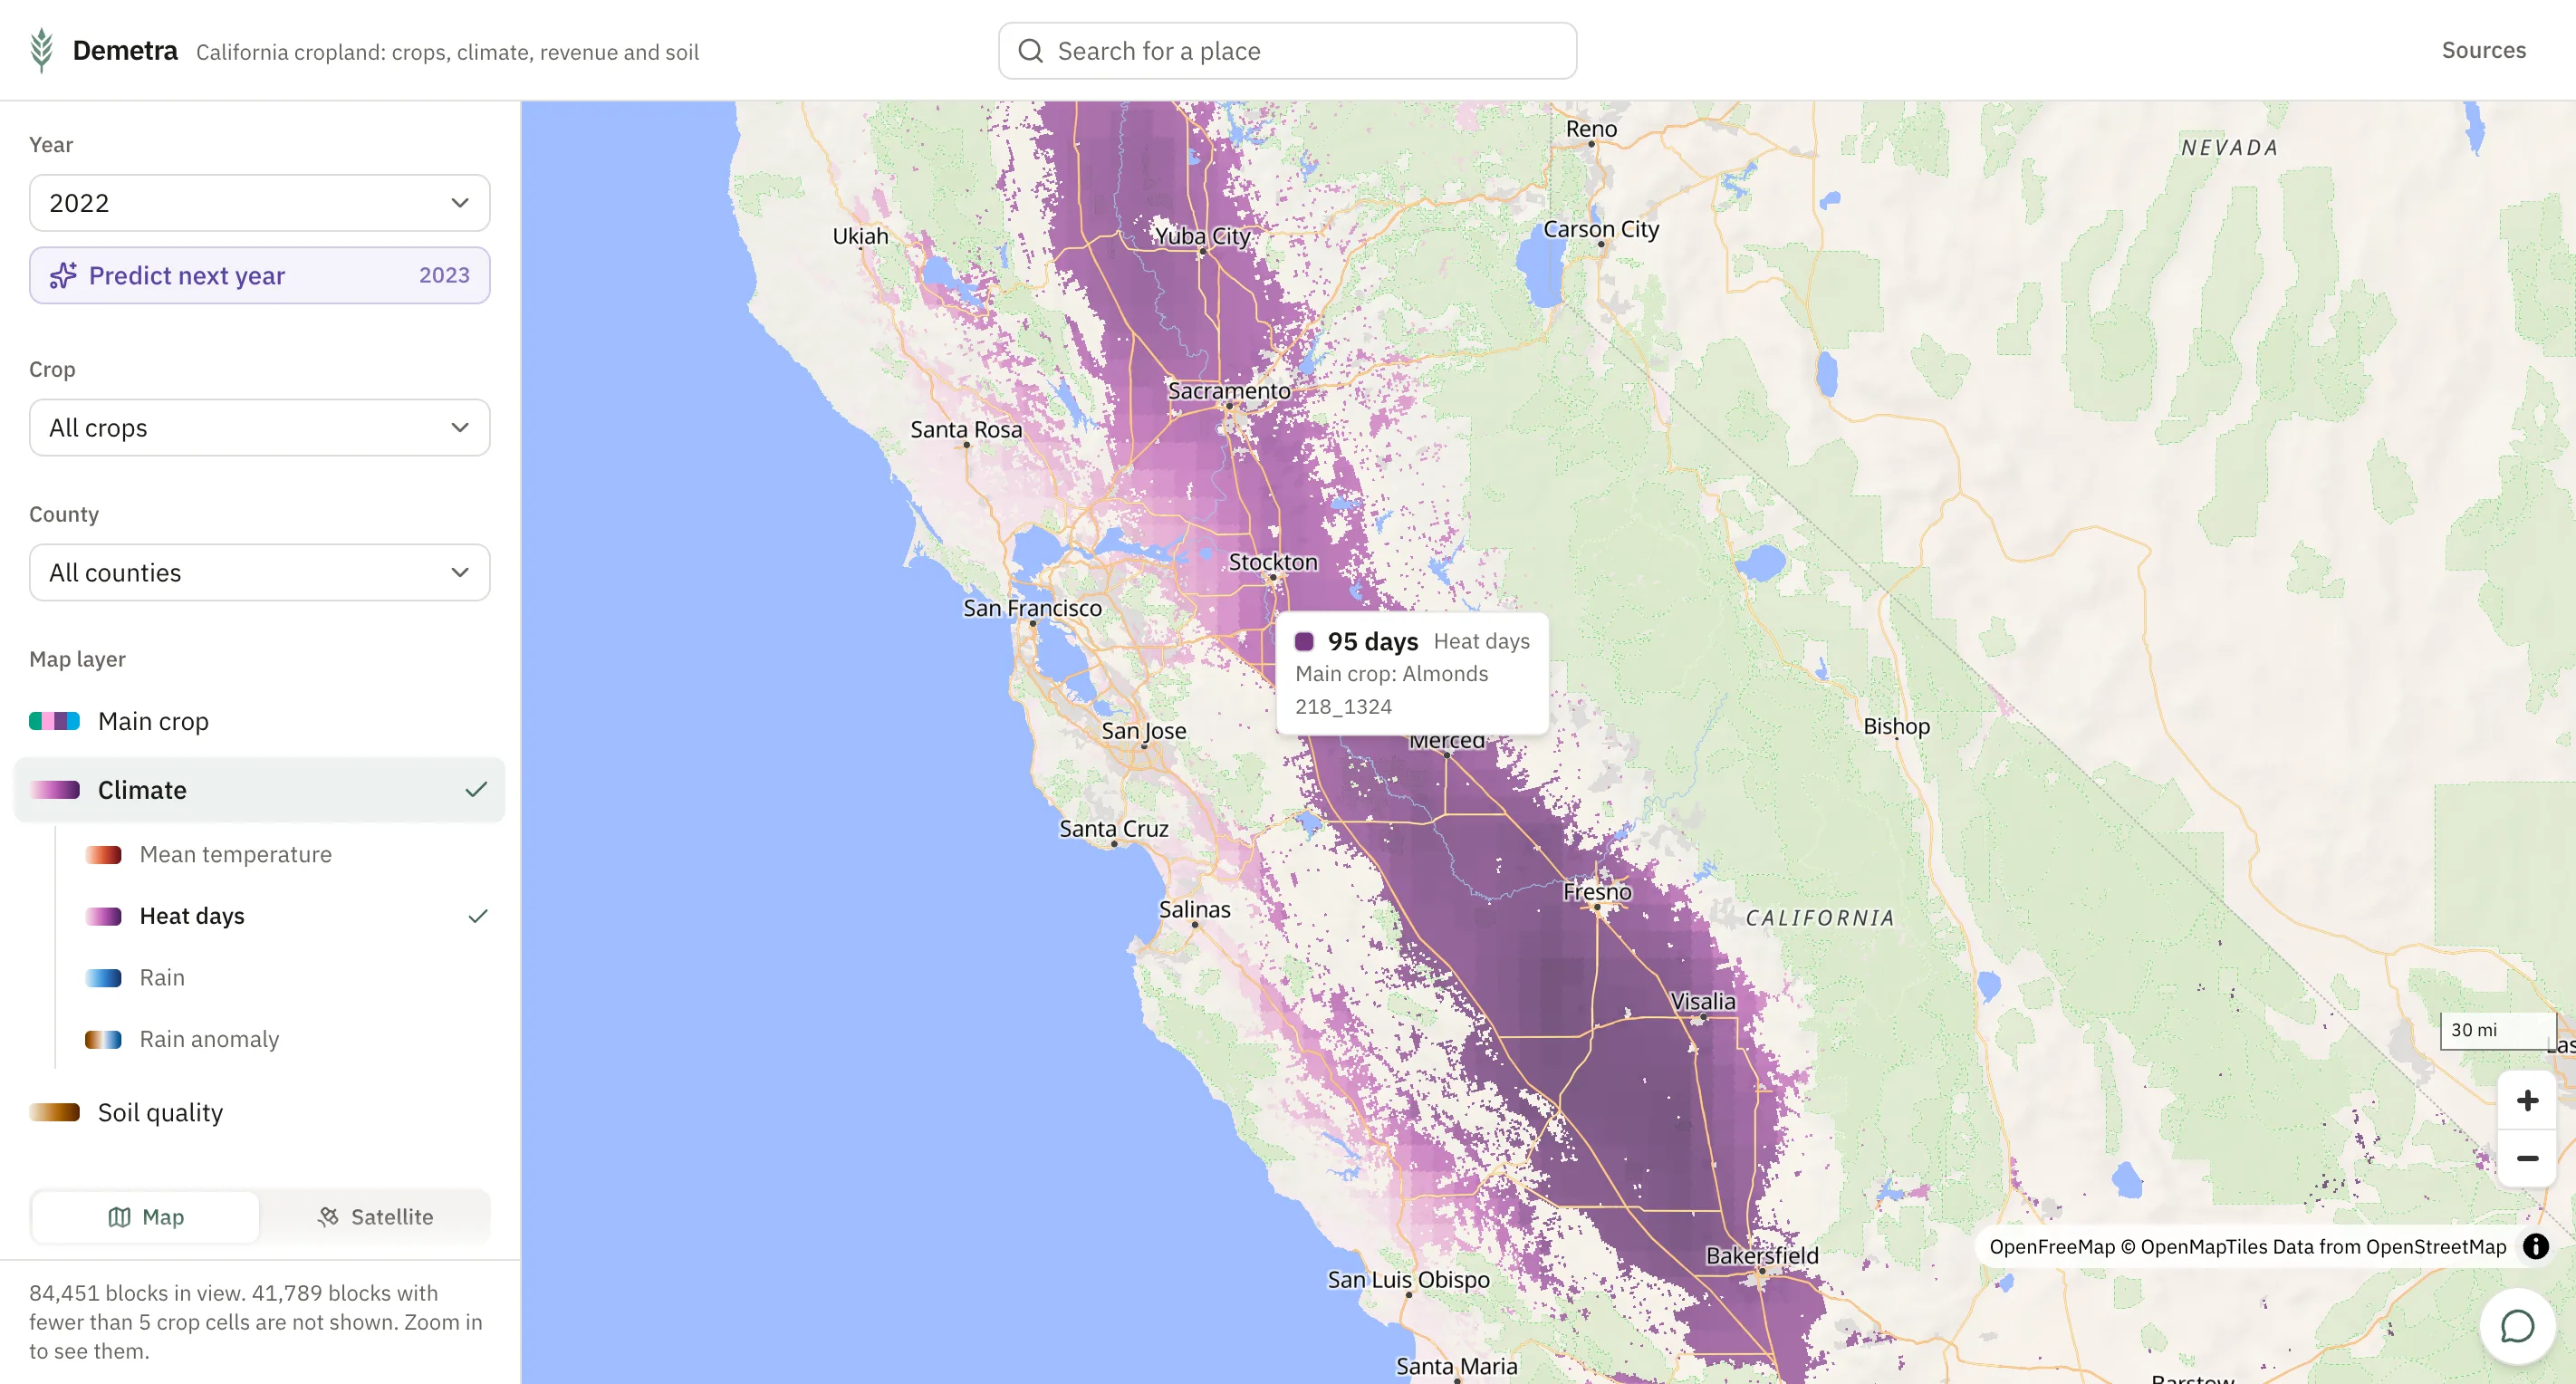 Demetra
California cropland: crops, climate, revenue and soil
Search for a place
Sources
Year
2022
Predict next year
2023
Crop
All crops
County
All counties
Map layer
Main crop
Climate
Mean temperature
Heat days
Rain
Rain anomaly
Soil quality
Map
Satellite
84,451 blocks in view. 41,789 blocks with
fewer than 5 crop cells are not shown. Zoom in
to see them.
Reno
NEVADA
Ukiah
Yuba City
Carson City
Sacramento
Santa Rosa
Stockton
San Francisco
95 days Heat days
Main crop: Almonds
218_1324
San Jose
Merced
Bishop
Santa Cruz
Fresno
Salinas
CALIFORNIA
Visalia
30 mi
Las
Bakersfield
OpenFreeMap © OpenMapTiles Data from OpenStreetMap
San Luis Obispo
Santa Maria
Barstow